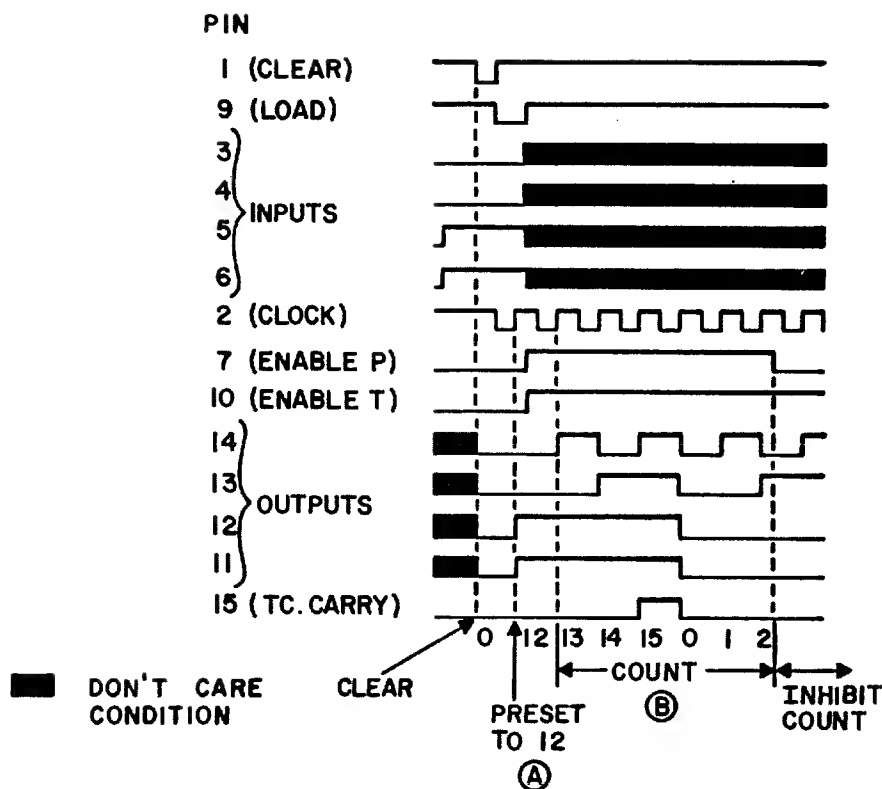 PIN
1 (CLEAR)
9 (LOAD)
3
4
INPUTS
5
6
2 (CLOCK)
7 (ENABLE P)
10 (ENABLE T)
14
13
OUTPUTS
12
11
15 (TC. CARRY)
0 12 13 14 15 0 1 2
DON'T CARE CONDITION
CLEAR
PRESET TO 12
A
COUNT
B
INHIBIT COUNT